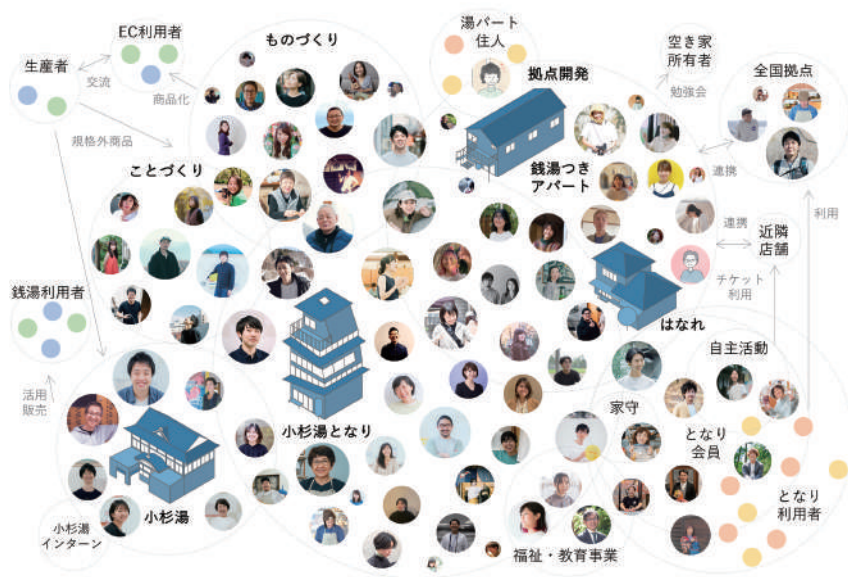 EC利用者
生産者
交流
商品化
規格外商品
ものづくり
湯パート
住人
拠点開発
空き家
所有者
勉強会
全国拠点
連携
利用
ことづくり
銭湯つき
アパート
連携
近隣
店舗
チケット
利用
はなれ
銭湯利用者
活用
販売
自主活動
家守
小杉湯となり
となり
会員
となり
利用者
小杉湯
小杉湯
インターン
福祉・教育事業